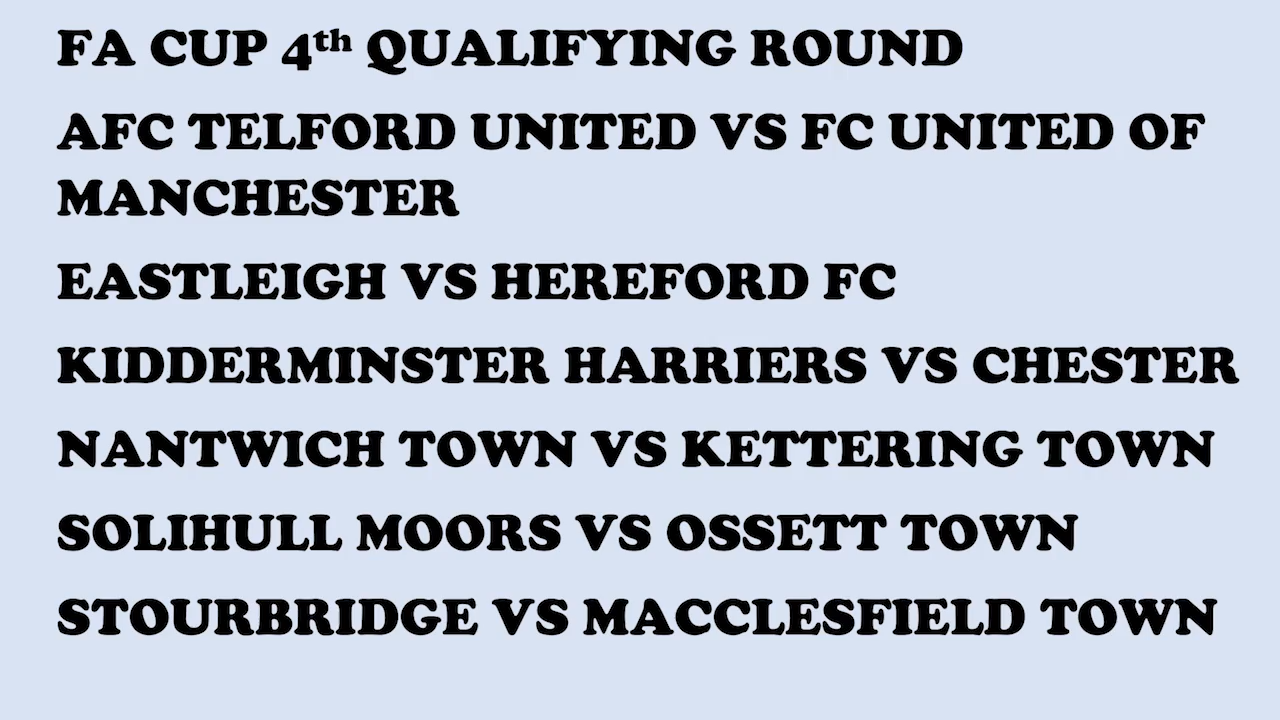 FA CUP 4th QUALIFYING ROUND
AFC TELFORD UNITED VS FC UNITED OF
MANCHESTER
EASTLEIGH VS HEREFORD FC
KIDDERMINSTER HARRIERS VS CHESTER
NANTWICH TOWN VS KETTERING TOWN
SOLIHULL MOORS VS OSSETT TOWN
STOURBRIDGE VS MACCLESFIELD TOWN